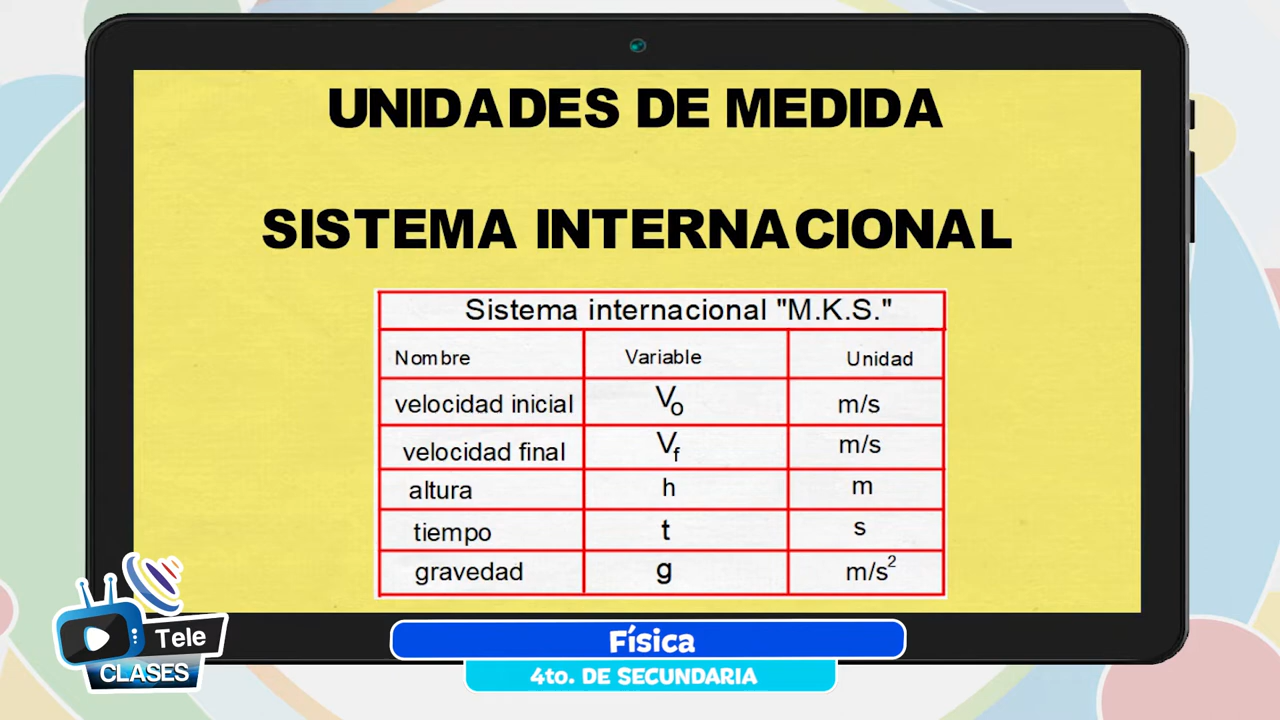 UNIDADES DE MEDIDA
SISTEMA INTERNACIONAL
Sistema internacional "M.K.S."
Nombre Variable Unidad
velocidad inicial Vo m/s
velocidad final Vf m/s
altura h m
tiempo t s
gravedad g m/s²
Tele
CLASES
Física
4to. DE SECUNDARIA